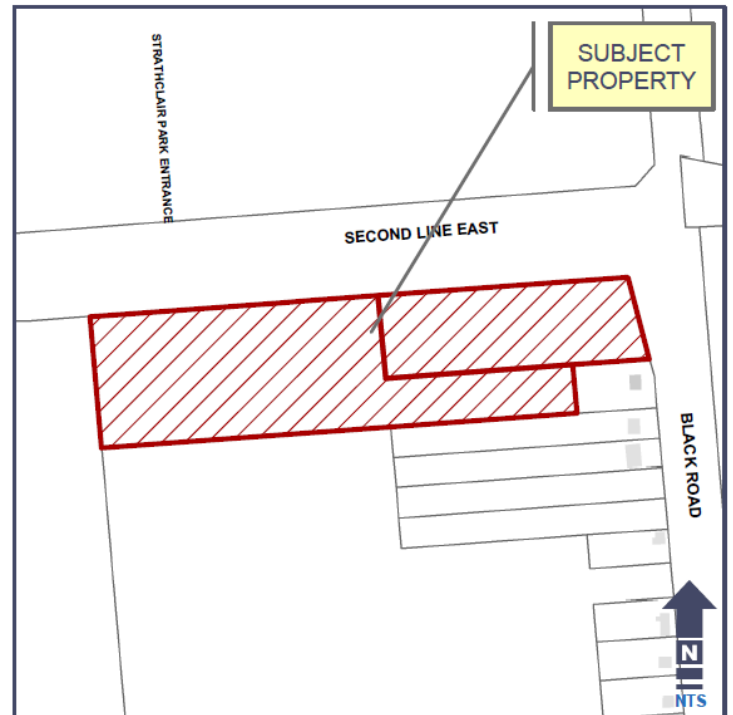 SUBJECT
PROPERTY
STRATHCLAIR PARK ENTRANCE
SECOND LINE EAST
BLACK ROAD
N
NTS